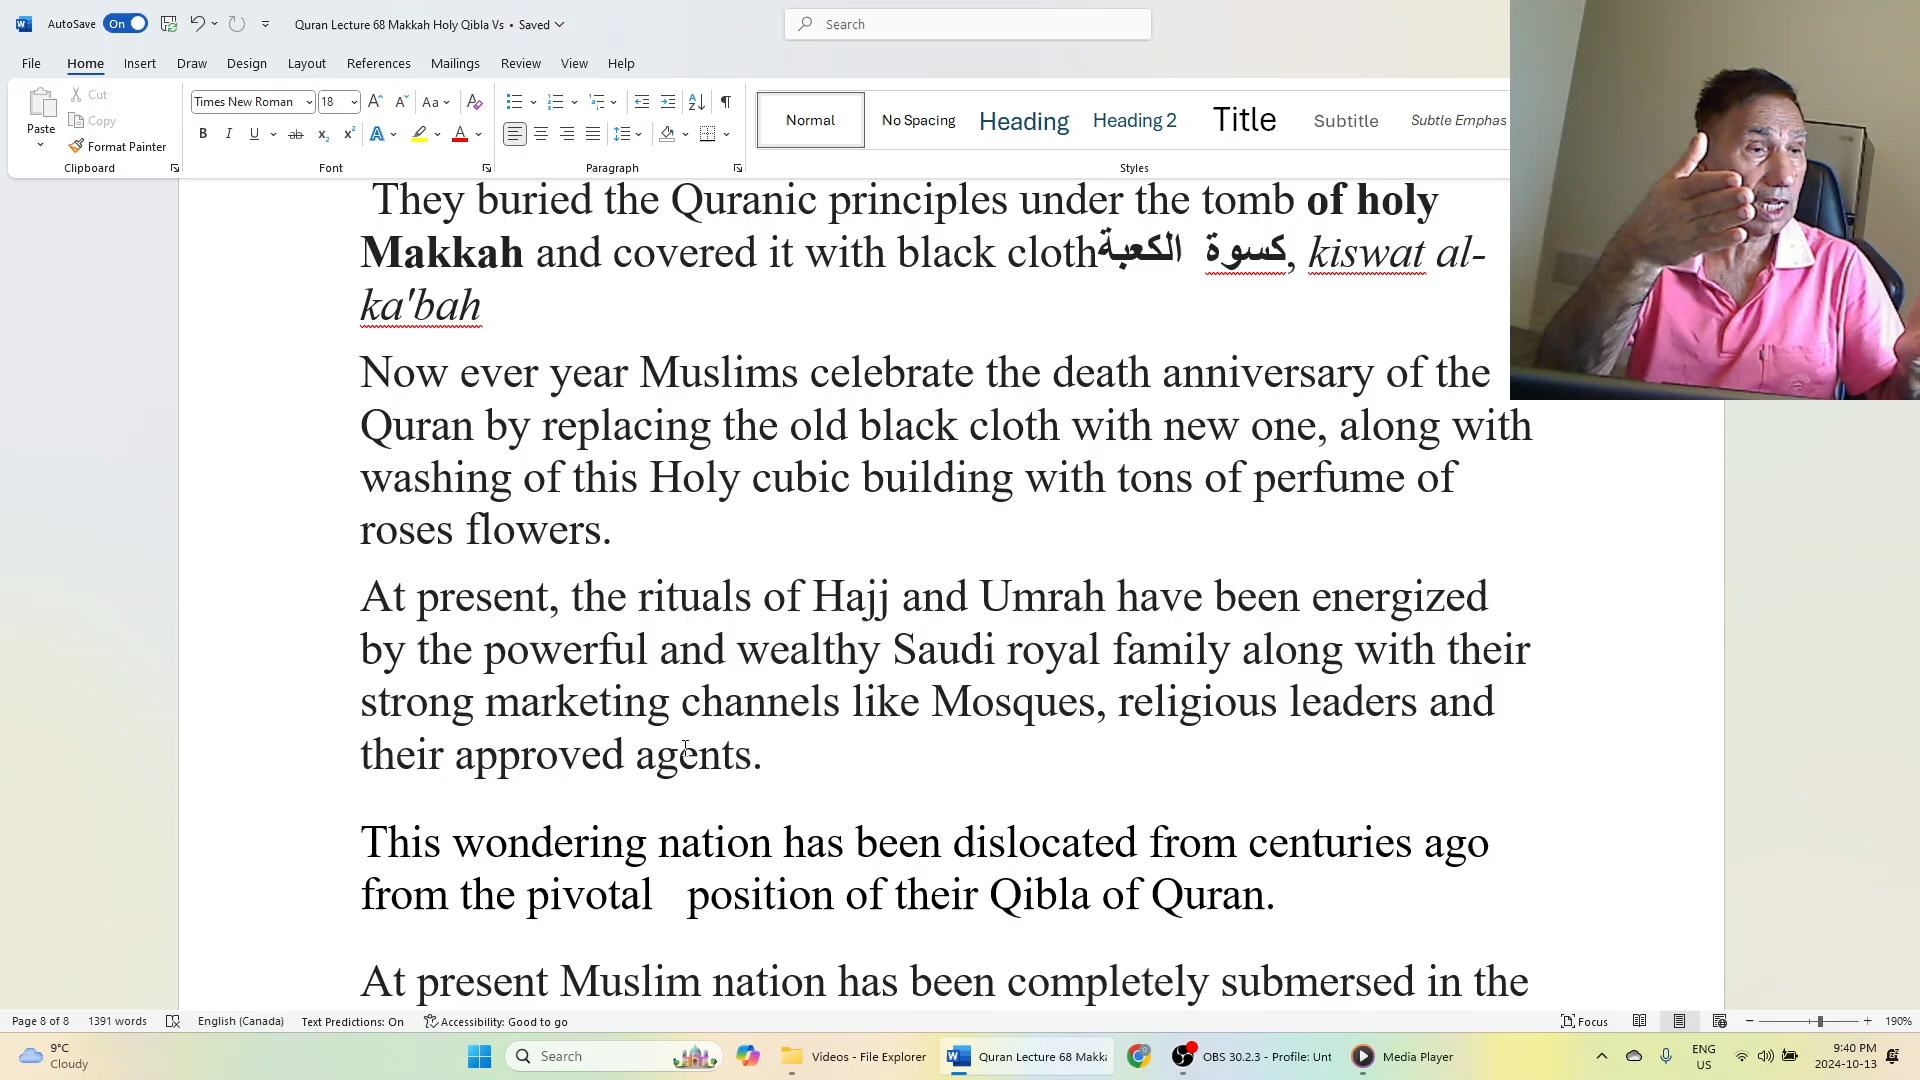 AutoSave On Quran Lecture 68 Makkah Holy Qibla Vs • Saved Search
File Home Insert Draw Design Layout References Mailings Review View Help
Paste Cut Copy Format Painter
Times New Roman 18 Aa
Normal No Spacing Heading Heading 2 Title Subtitle Subtle Emphas
Clipboard Font Paragraph Styles
They buried the Quranic principles under the tomb of holy
Makkah and covered it with black clothكسوة الكعبة, kiswat al-
ka'bah
Now ever year Muslims celebrate the death anniversary of the
Quran by replacing the old black cloth with new one, along with
washing of this Holy cubic building with tons of perfume of
roses flowers.
At present, the rituals of Hajj and Umrah have been energized
by the powerful and wealthy Saudi royal family along with their
strong marketing channels like Mosques, religious leaders and
their approved agents.
This wondering nation has been dislocated from centuries ago
from the pivotal position of their Qibla of Quran.
At present Muslim nation has been completely submersed in the
Page 8 of 8 1391 words English (Canada) Text Predictions: On Accessibility: Good to go Focus 190%
9°C Cloudy Search Videos - File Explorer Quran Lecture 68 Makka OBS 30.2.3 - Profile: Unt Media Player ENG US 9:40 PM 2024-10-13